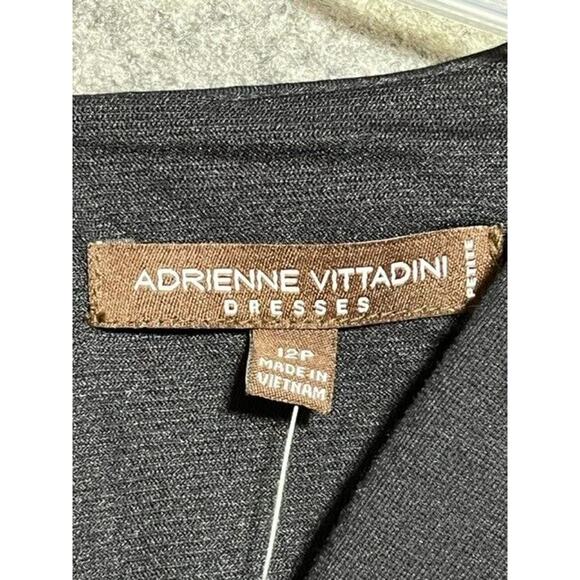 ADRIENNE VITTADINI
DRESSES
PETITE
12P
MADE IN
VIETNAM